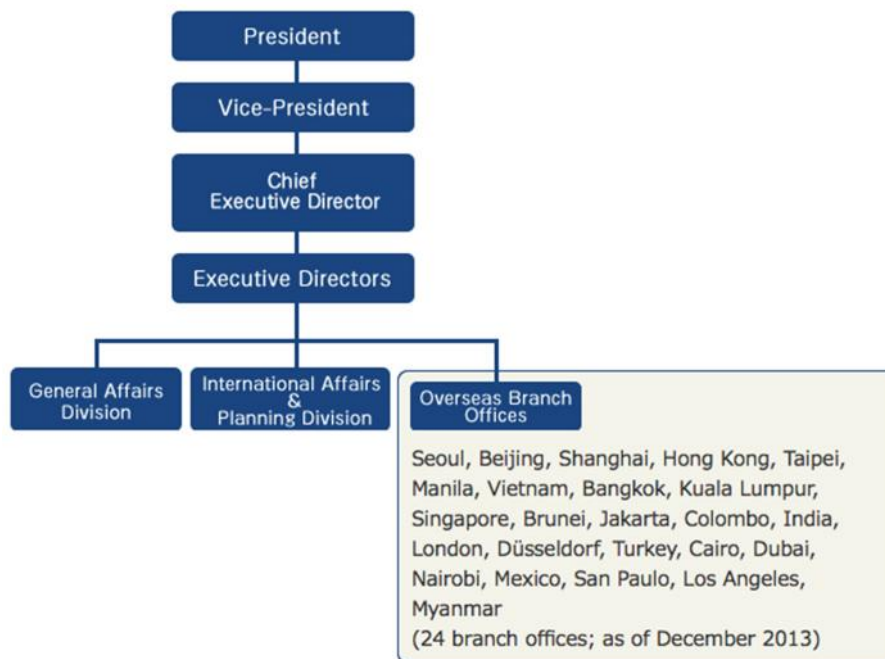 President
Vice-President
Chief
Executive Director
Executive Directors
General Affairs
Division
International Affairs
&
Planning Division
Overseas Branch
Offices
Seoul, Beijing, Shanghai, Hong Kong, Taipei,
Manila, Vietnam, Bangkok, Kuala Lumpur,
Singapore, Brunei, Jakarta, Colombo, India,
London, Düsseldorf, Turkey, Cairo, Dubai,
Nairobi, Mexico, San Paulo, Los Angeles,
Myanmar
(24 branch offices; as of December 2013)